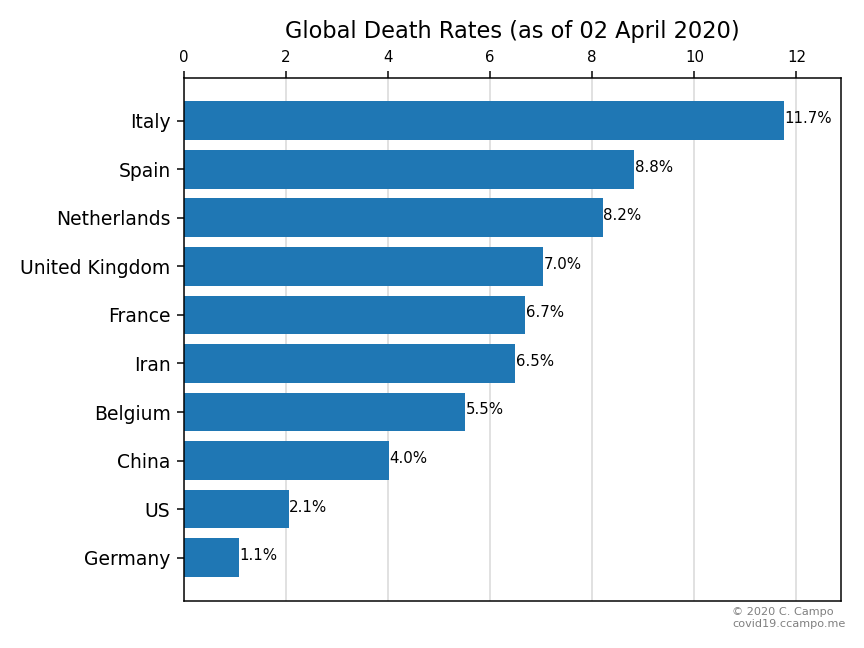 Global Death Rates (as of 02 April 2020)
0 2 4 6 8 10 12
Italy 11.7%
Spain 8.8%
Netherlands 8.2%
United Kingdom 7.0%
France 6.7%
Iran 6.5%
Belgium 5.5%
China 4.0%
US 2.1%
Germany 1.1%
© 2020 C. Campo
covid19.ccampo.me